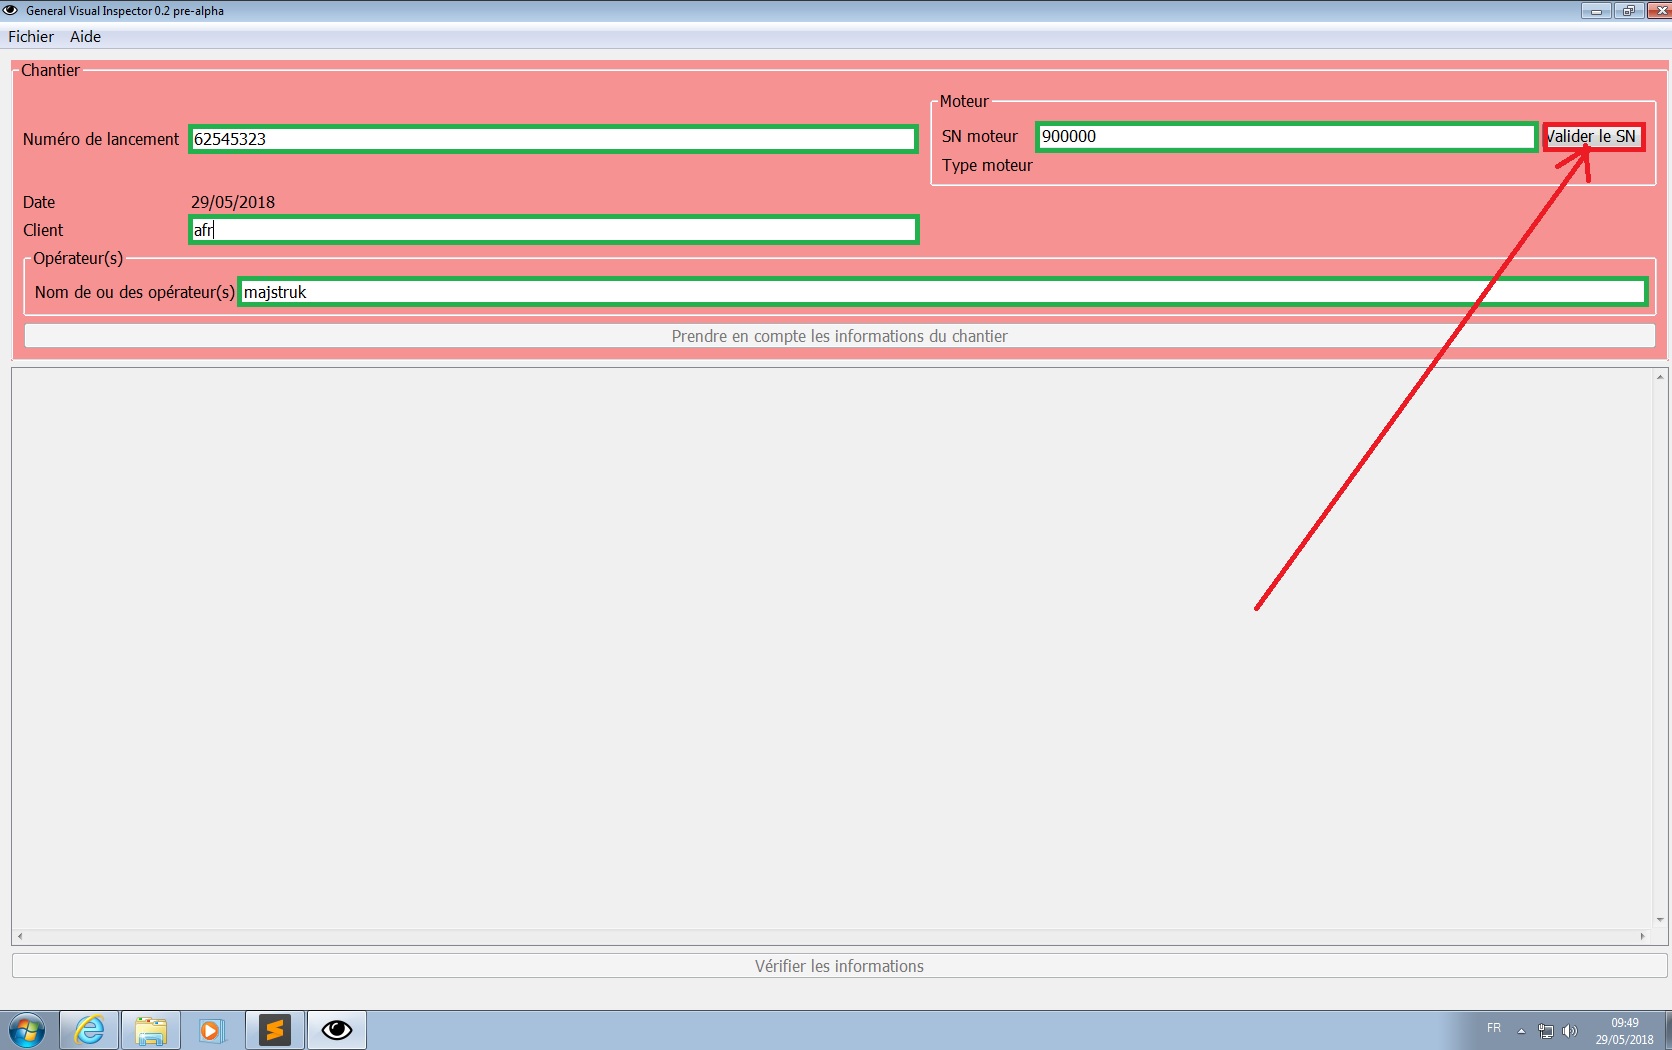 General Visual Inspector 0.2 pre-alpha
Fichier Aide
Chantier
Moteur
Numéro de lancement 62545323
SN moteur 900000 Valider le SN
Type moteur
Date 29/05/2018
Client afr
Opérateur(s)
Nom de ou des opérateur(s) majstruk
Prendre en compte les informations du chantier
Vérifier les informations
FR
09:49
29/05/2018